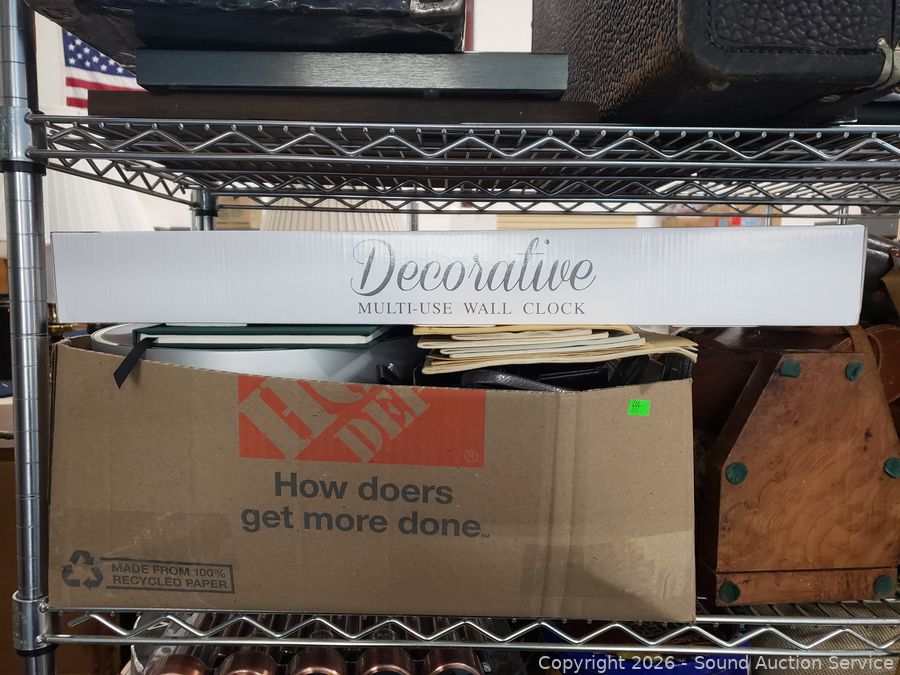 Decorative
MULTI-USE WALL CLOCK
How doers
get more done.™
MADE FROM 100%
RECYCLED PAPER
Copyright 2026 - Sound Auction Service